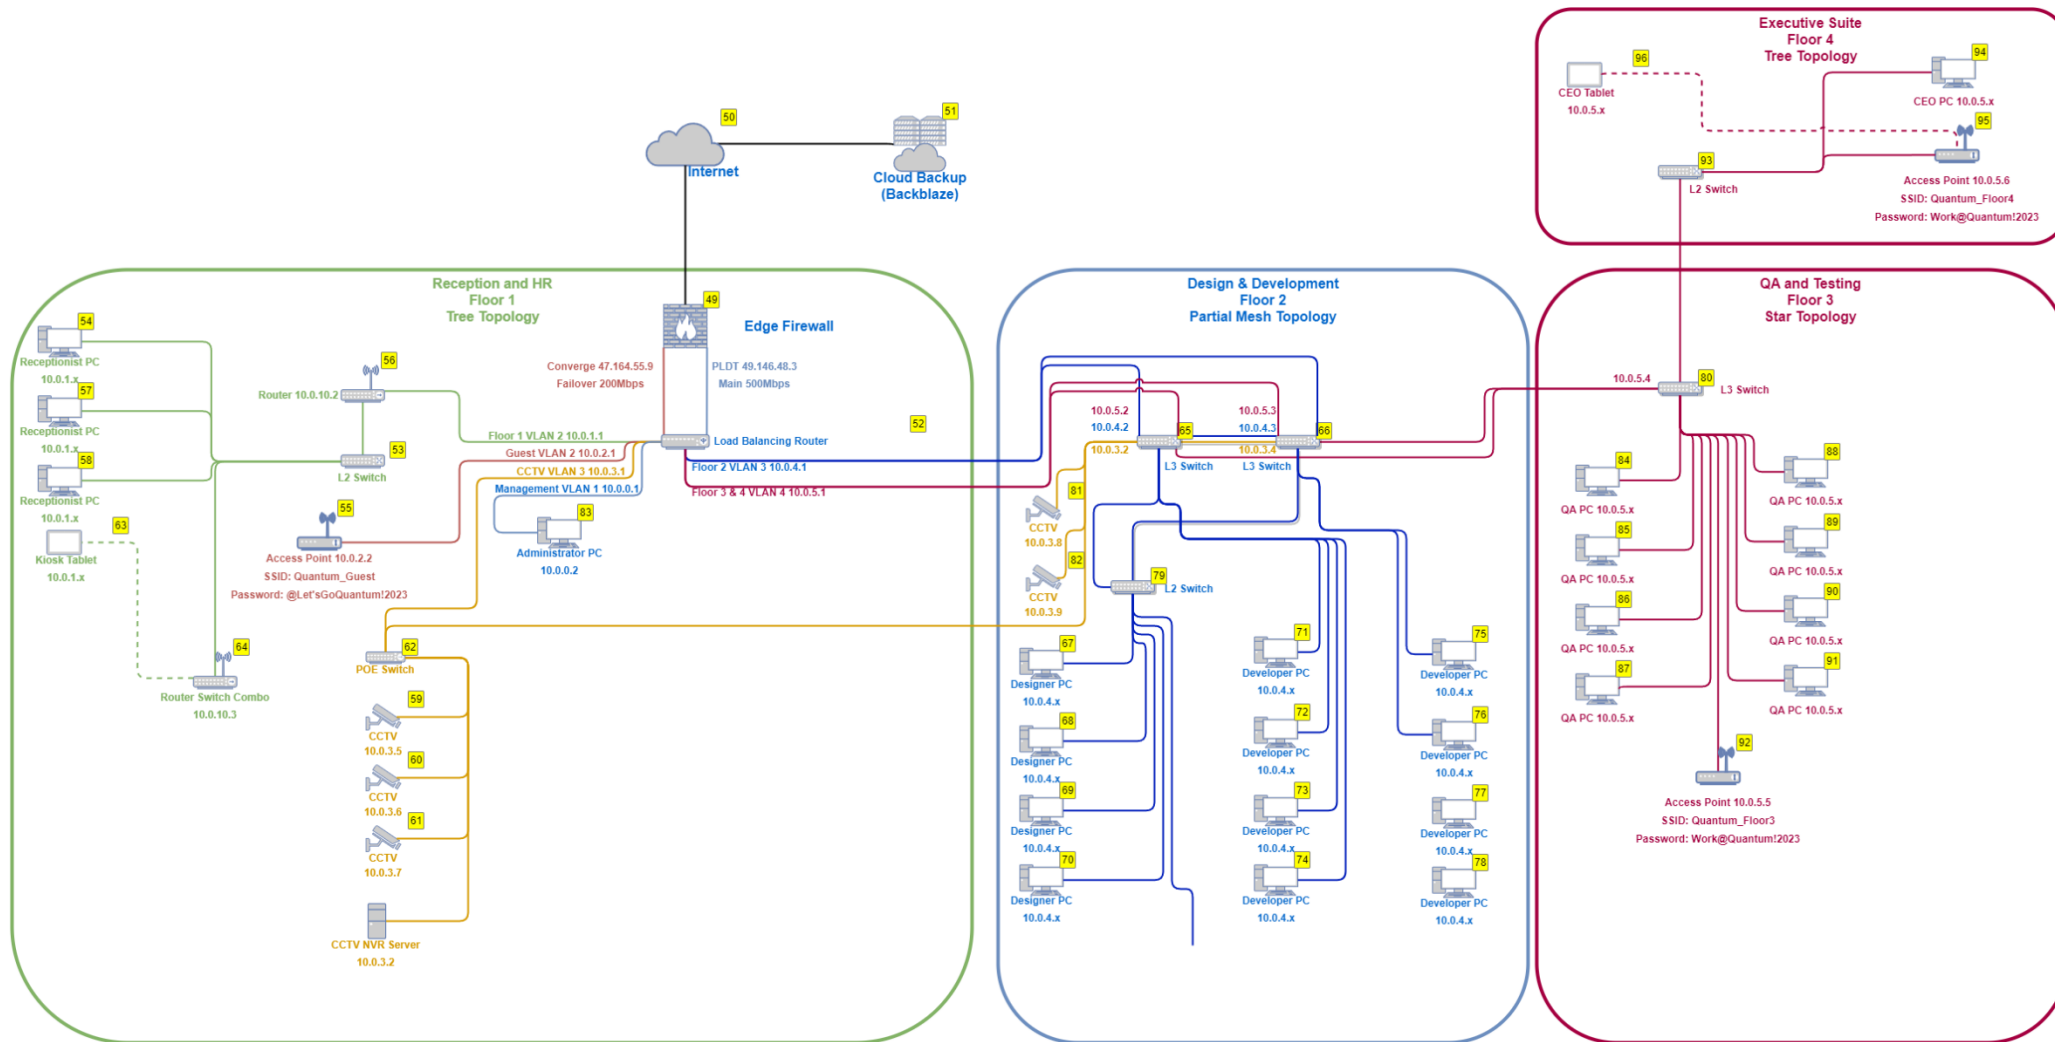 Executive Suite
Floor 4
Tree Topology
96
94
CEO Tablet
10.0.5.x
CEO PC 10.0.5.x
95
93
L2 Switch
Access Point 10.0.5.6
SSID: Quantum_Floor4
Password: Work@Quantum!2023
50
51
Internet
Cloud Backup
(Backblaze)
Reception and HR
Floor 1
Tree Topology
49
Edge Firewall
Converge 47.164.55.9
Failover 200Mbps
PLDT 49.146.48.3
Main 500Mbps
52
54
Receptionist PC
10.0.1.x
57
Receptionist PC
10.0.1.x
58
Receptionist PC
10.0.1.x
56
Router 10.0.10.2
53
L2 Switch
Load Balancing Router
Floor 1 VLAN 2 10.0.1.1
Guest VLAN 2 10.0.2.1
CCTV VLAN 3 10.0.3.1
Management VLAN 1 10.0.0.1
Floor 2 VLAN 3 10.0.4.1
Floor 3 & 4 VLAN 4 10.0.5.1
63
Kiosk Tablet
10.0.1.x
55
Access Point 10.0.2.2
SSID: Quantum_Guest
Password: @Let'sGoQuantum!2023
83
Administrator PC
10.0.0.2
64
Router Switch Combo
10.0.10.3
62
POE Switch
59
CCTV
10.0.3.5
60
CCTV
10.0.3.6
61
CCTV
10.0.3.7
CCTV NVR Server
10.0.3.2
Design & Development
Floor 2
Partial Mesh Topology
10.0.5.2
10.0.4.2
10.0.3.2
65
L3 Switch
10.0.5.3
10.0.4.3
10.0.3.4
66
L3 Switch
81
CCTV
10.0.3.8
82
CCTV
10.0.3.9
79
L2 Switch
67
Designer PC
10.0.4.x
68
Designer PC
10.0.4.x
69
Designer PC
10.0.4.x
70
Designer PC
10.0.4.x
71
Developer PC
10.0.4.x
72
Developer PC
10.0.4.x
73
Developer PC
10.0.4.x
74
Developer PC
10.0.4.x
75
Developer PC
10.0.4.x
76
Developer PC
10.0.4.x
77
Developer PC
10.0.4.x
78
Developer PC
10.0.4.x
QA and Testing
Floor 3
Star Topology
10.0.5.4
80
L3 Switch
84
QA PC 10.0.5.x
85
QA PC 10.0.5.x
86
QA PC 10.0.5.x
87
QA PC 10.0.5.x
88
QA PC 10.0.5.x
89
QA PC 10.0.5.x
90
QA PC 10.0.5.x
91
QA PC 10.0.5.x
92
Access Point 10.0.5.5
SSID: Quantum_Floor3
Password: Work@Quantum!2023